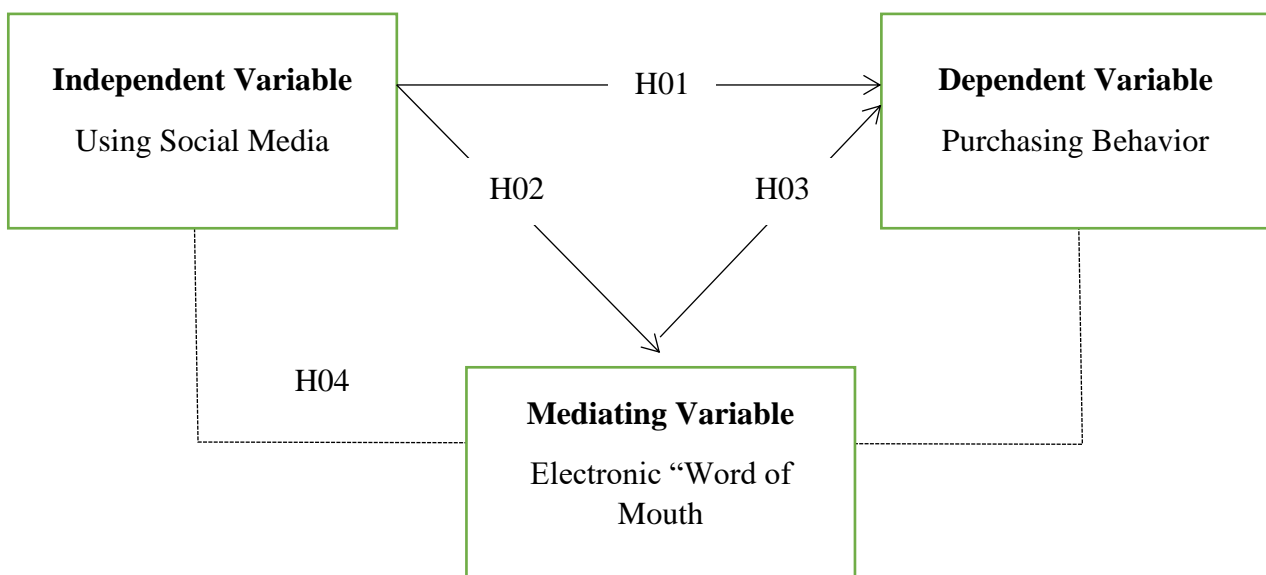 Independent Variable
Using Social Media
H01
Dependent Variable
Purchasing Behavior
H02
H03
H04
Mediating Variable
Electronic “Word of
Mouth